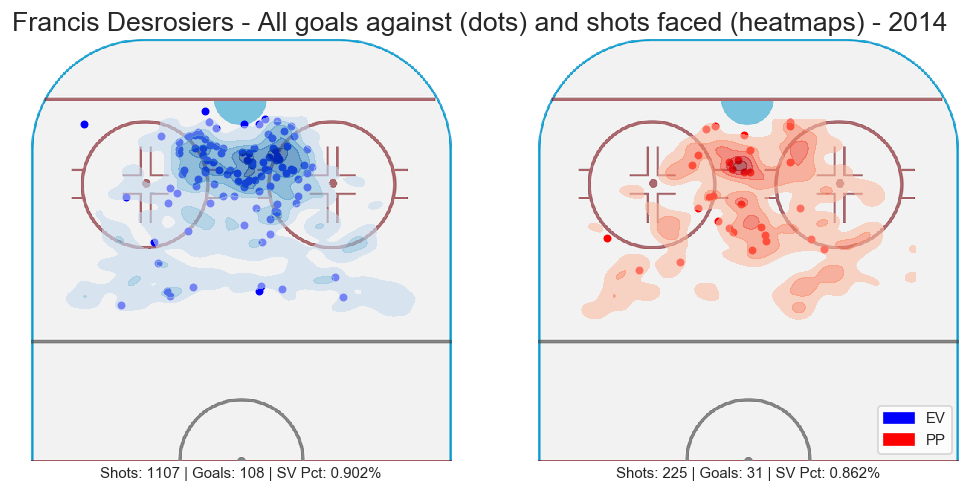 Francis Desrosiers - All goals against (dots) and shots faced (heatmaps) - 2014
EV
PP
Shots: 1107 | Goals: 108 | SV Pct: 0.902%
Shots: 225 | Goals: 31 | SV Pct: 0.862%